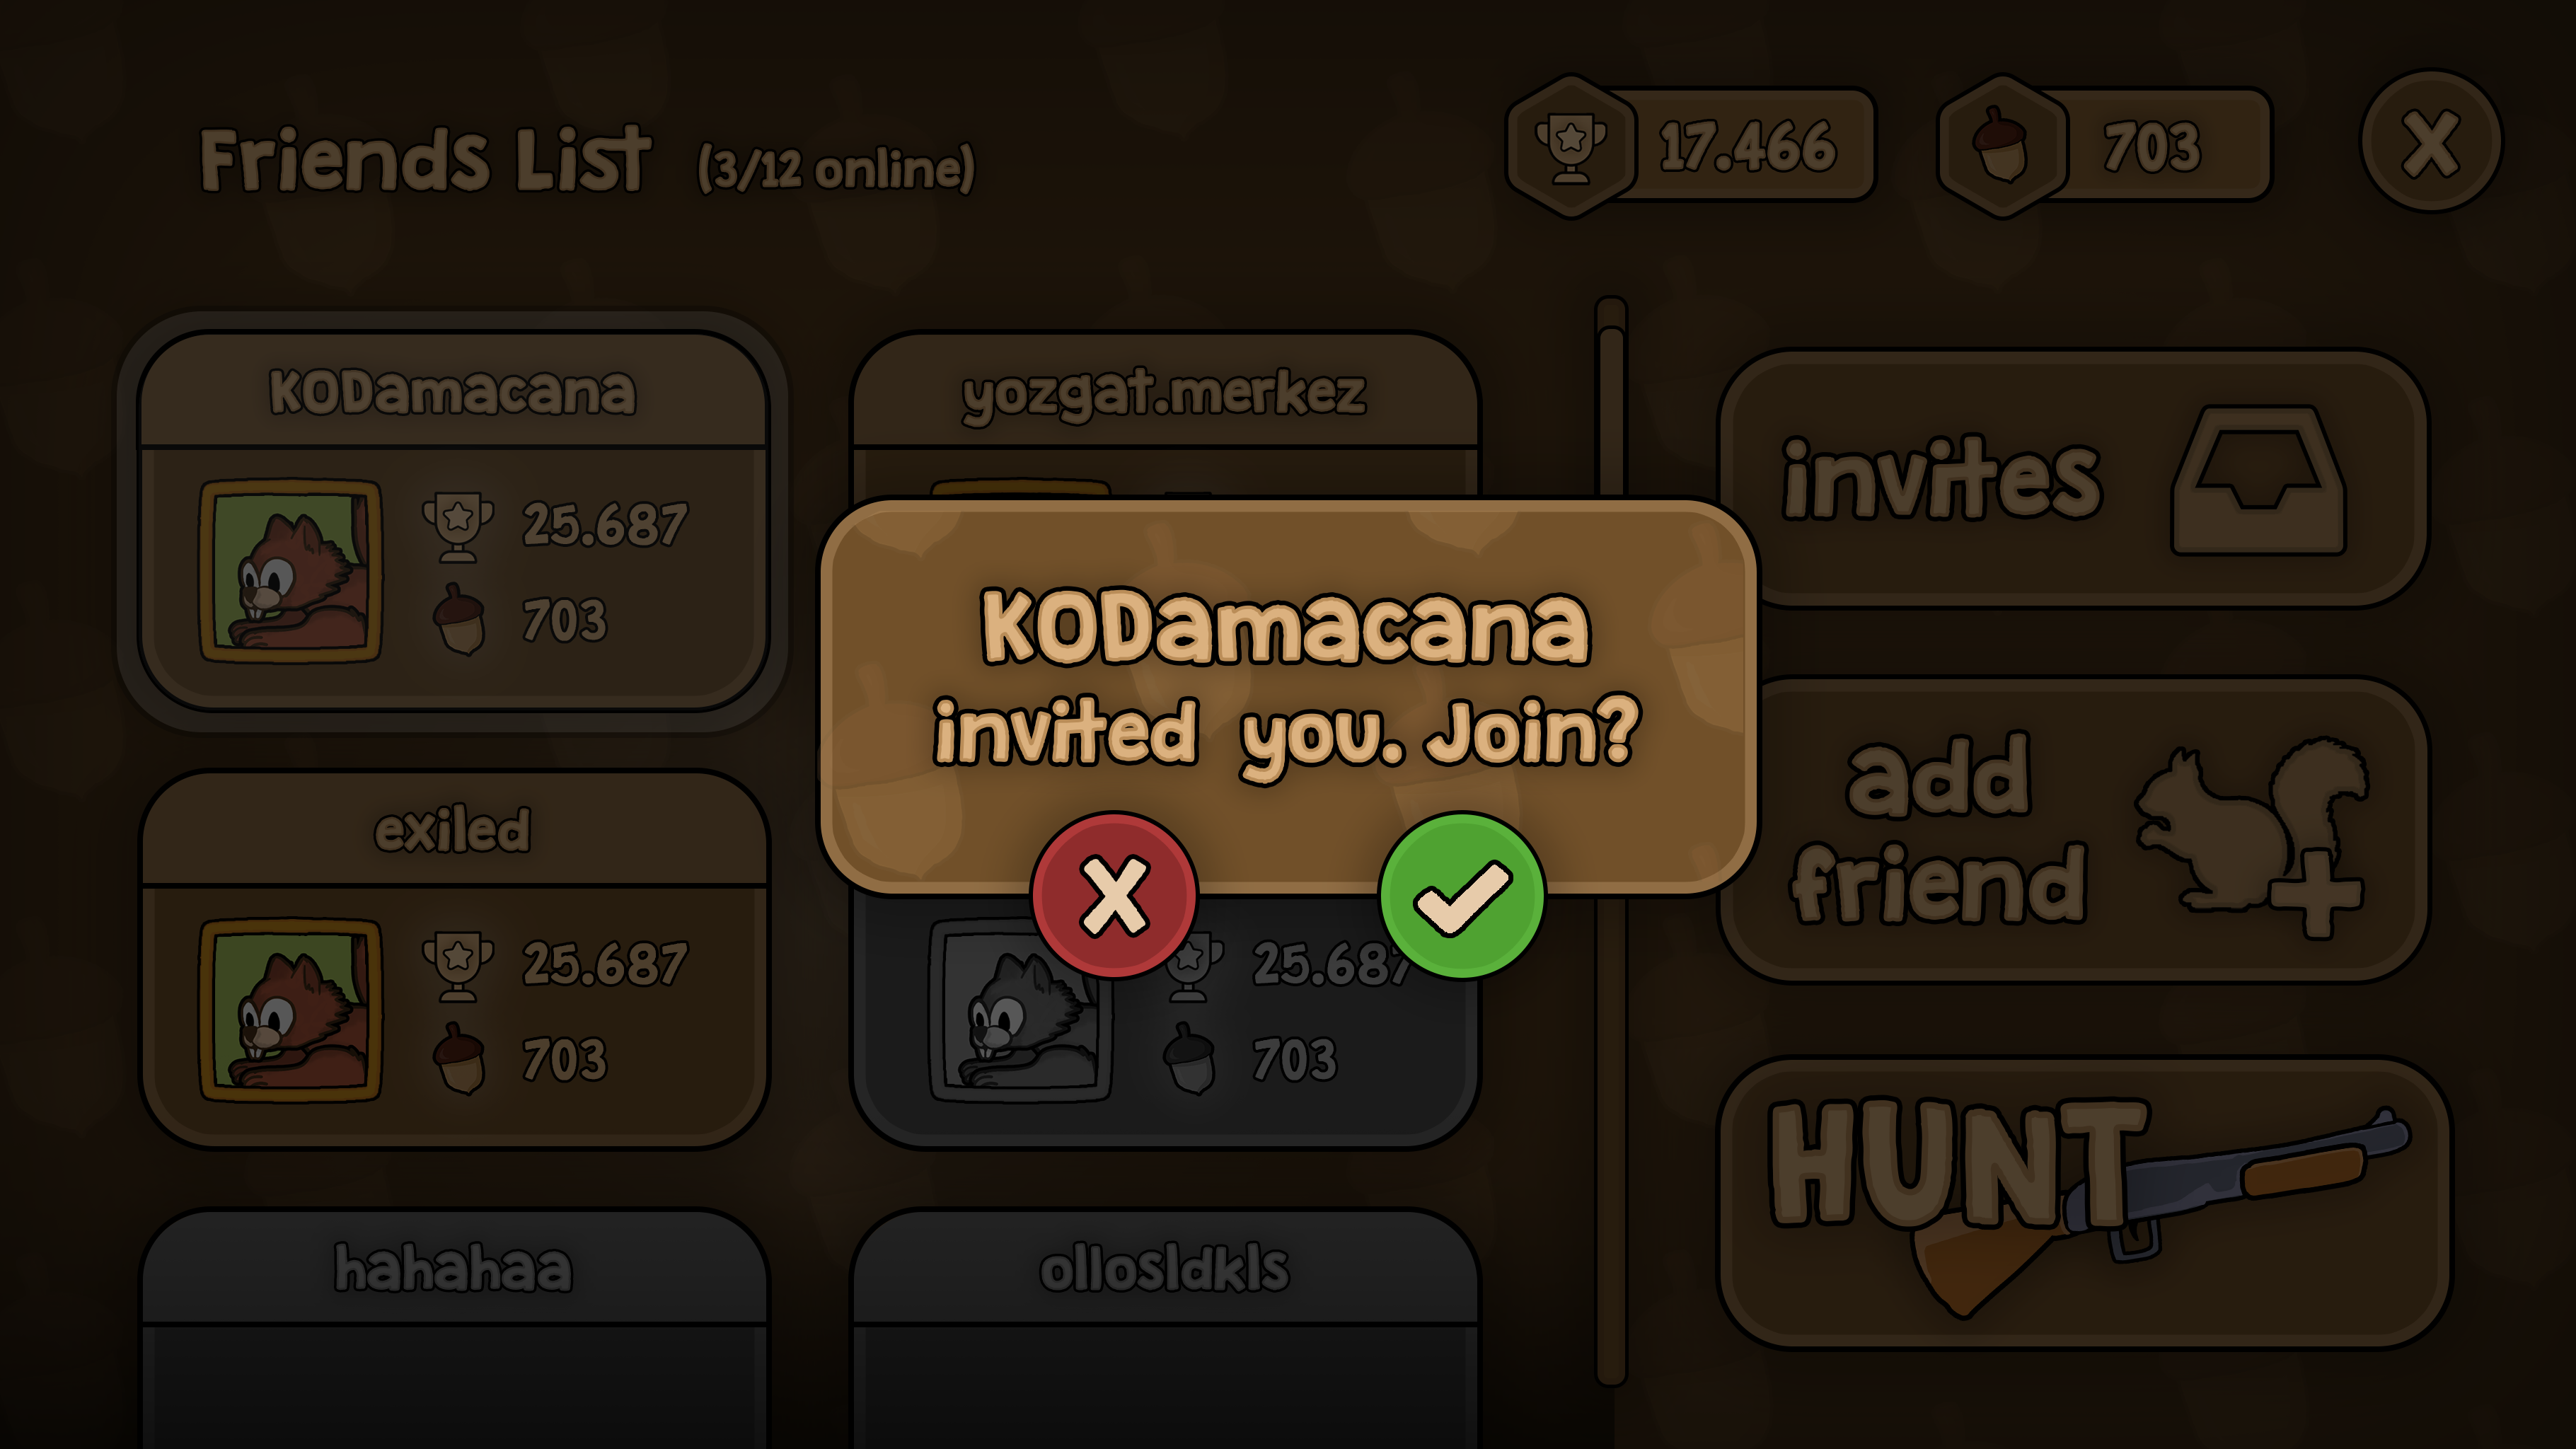 Friends List (3/12 online)
17.466
703
X
KODamacana
25.687
703
yozgat.merkez
invites
KODamacana
invited you. Join?
add
friend
exiled
25.687
703
25.687
703
HUNT
hahahaa
ollosldkls